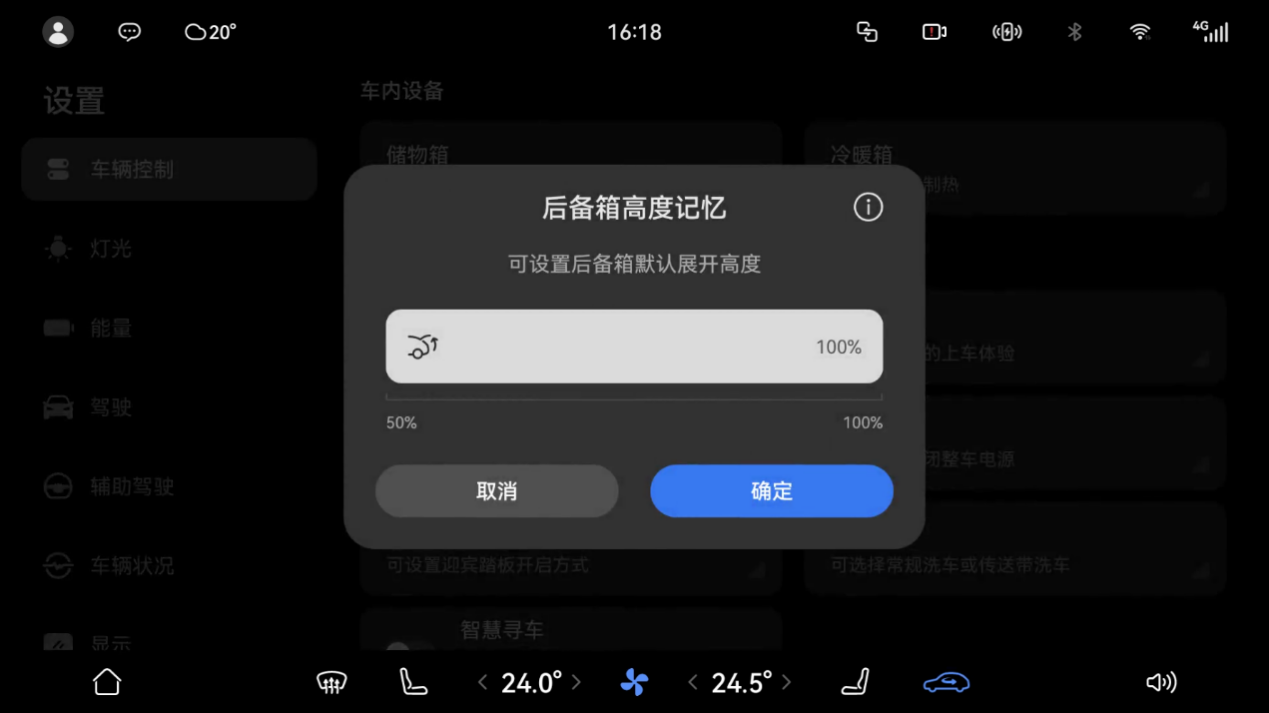 20°
16:18
4G
设置
车内设备
储物箱
冷暖箱
车辆控制
制热
后备箱高度记忆
可设置后备箱默认展开高度
灯光
能量
100%
的上车体验
50%
100%
驾驶
闭整车电源
辅助驾驶
取消
确定
车辆状况
可设置迎宾踏板开启方式
可选择常规洗车或传送带洗车
智慧寻车
显示
24.0°
24.5°